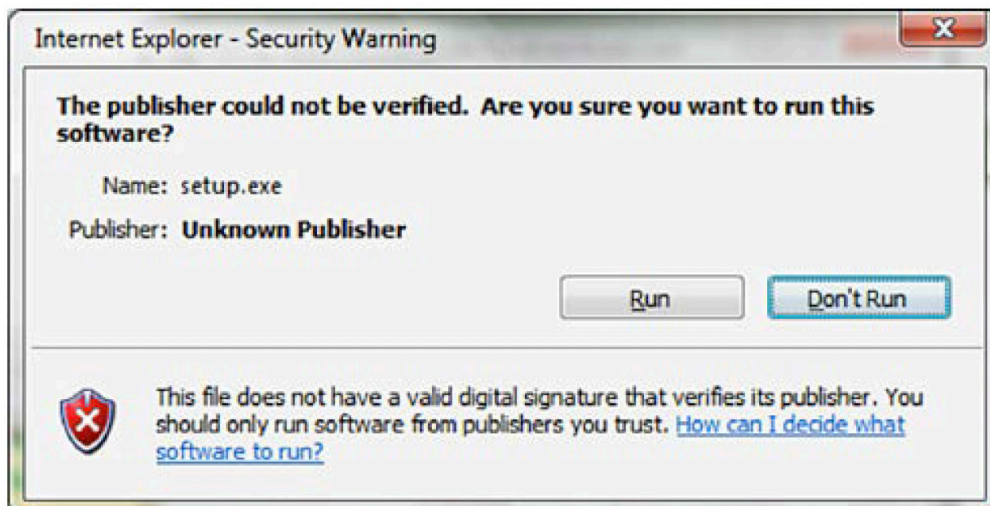 Internet Explorer - Security Warning
The publisher could not be verified. Are you sure you want to run this
software?
Name: setup.exe
Publisher: Unknown Publisher
Run
Don't Run
This file does not have a valid digital signature that verifies its publisher. You
should only run software from publishers you trust. How can I decide what
software to run?